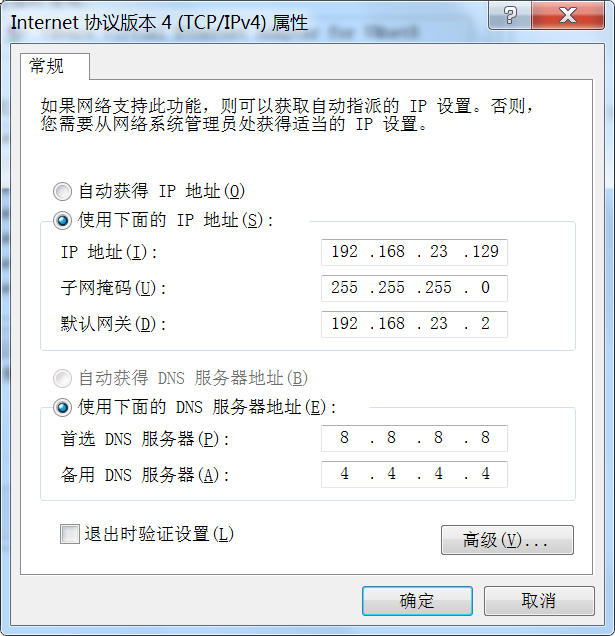 Internet 协议版本 4 (TCP/IPv4) 属性
常规
如果网络支持此功能，则可以获取自动指派的 IP 设置。否则，
您需要从网络系统管理员处获得适当的 IP 设置。
自动获得 IP 地址(O)
使用下面的 IP 地址(S):
IP 地址(I): 192 .168 . 23 .129
子网掩码(U): 255 .255 .255 . 0
默认网关(D): 192 .168 . 23 . 2
自动获得 DNS 服务器地址(B)
使用下面的 DNS 服务器地址(E):
首选 DNS 服务器(P): 8 . 8 . 8 . 8
备用 DNS 服务器(A): 4 . 4 . 4 . 4
退出时验证设置(L)
高级(V)...
确定 取消